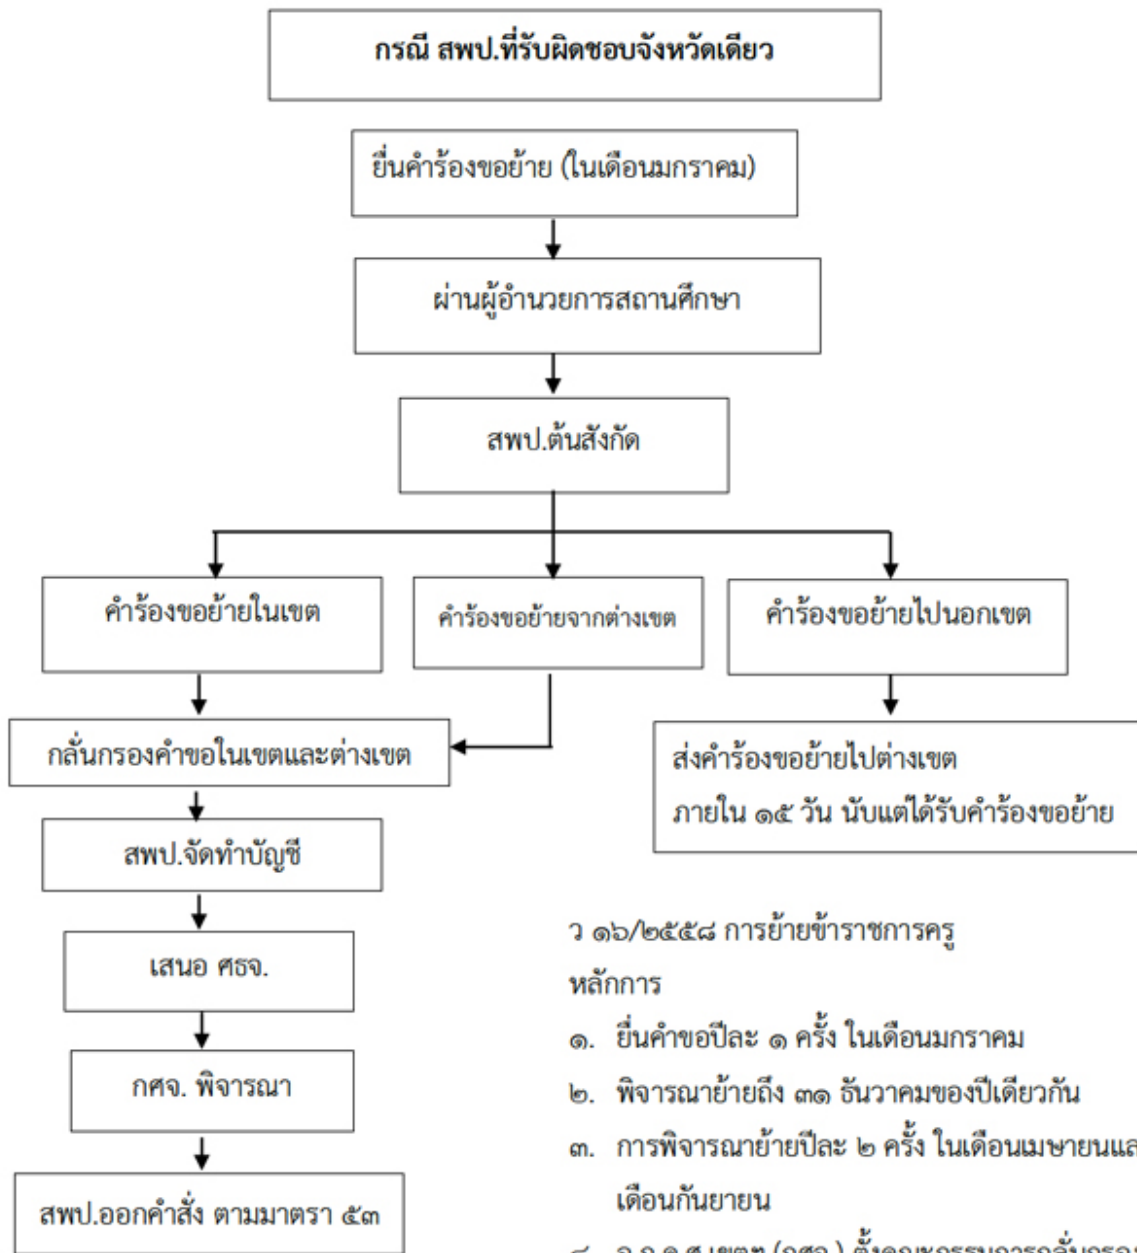 กรณี สพป.ที่รับผิดชอบจังหวัดเดียว
ยื่นคำร้องขอย้าย (ในเดือนมกราคม)
ผ่านผู้อำนวยการสถานศึกษา
สพป.ต้นสังกัด
คำร้องขอย้ายในเขต
คำร้องขอย้ายจากต่างเขต
คำร้องขอย้ายไปนอกเขต
กลั่นกรองคำขอในเขตและต่างเขต
ส่งคำร้องขอย้ายไปต่างเขต
ภายใน ๑๕ วัน นับแต่ได้รับคำร้องขอย้าย
สพป.จัดทำบัญชี
เสนอ ศธจ.
กศจ. พิจารณา
สพป.ออกคำสั่ง ตามมาตรา ๕๓
ว ๑๖/๒๕๕๘ การย้ายข้าราชการครู
หลักการ
๑. ยื่นคำขอปีละ ๑ ครั้ง ในเดือนมกราคม
๒. พิจารณาย้ายถึง ๓๑ ธันวาคมของปีเดียวกัน
๓. การพิจารณาย้ายปีละ ๒ ครั้ง ในเดือนเมษายนแล
เดือนกันยายน